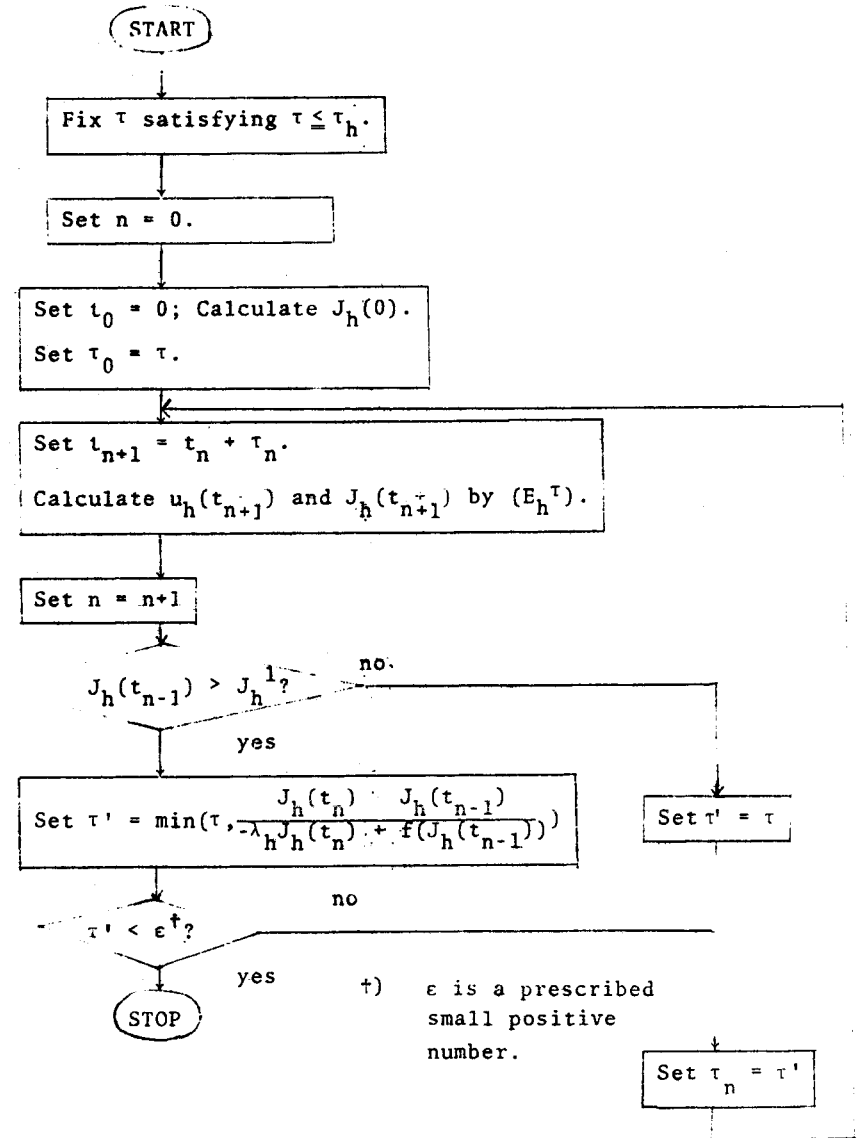 START
Fix τ satisfying τ ≦ τ_h.
Set n = 0.
Set t_0 = 0; Calculate J_h(0).
Set τ_0 = τ.
Set t_{n+1} = t_n + τ_n.
Calculate u_h(t_{n+1}) and J_h(t_{n+1}) by (E_h^τ).
Set n = n+1
J_h(t_{n-1}) > J_h^1?
no.
yes
Set τ' = min(τ, \frac{J_h(t_n) - J_h(t_{n-1})}{-λ_h J_h(t_n) + f(J_h(t_{n-1}))})
Set τ' = τ
τ' < ε†?
no
yes
STOP
†) ε is a prescribed
small positive
number.
Set τ_n = τ'